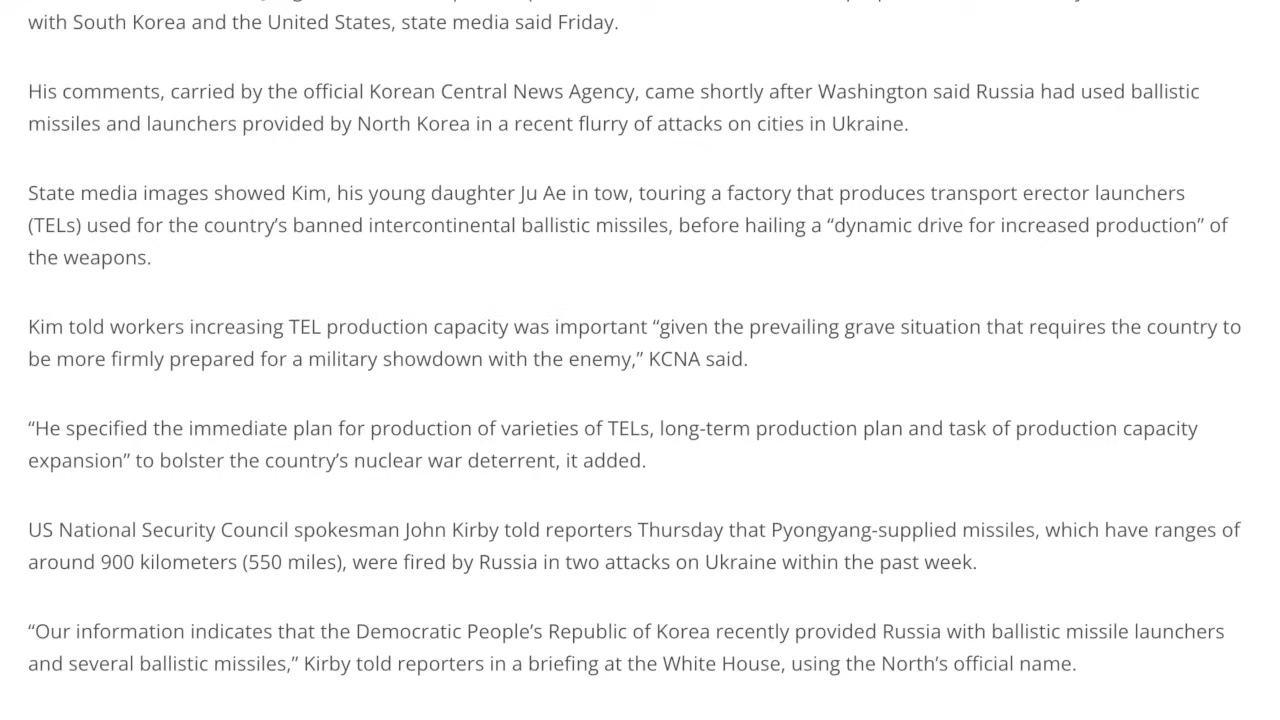 with South Korea and the United States, state media said Friday.
His comments, carried by the official Korean Central News Agency, came shortly after Washington said Russia had used ballistic
missiles and launchers provided by North Korea in a recent flurry of attacks on cities in Ukraine.
State media images showed Kim, his young daughter Ju Ae in tow, touring a factory that produces transport erector launchers
(TELs) used for the country’s banned intercontinental ballistic missiles, before hailing a “dynamic drive for increased production” of
the weapons.
Kim told workers increasing TEL production capacity was important “given the prevailing grave situation that requires the country to
be more firmly prepared for a military showdown with the enemy,” KCNA said.
“He specified the immediate plan for production of varieties of TELs, long-term production plan and task of production capacity
expansion” to bolster the country’s nuclear war deterrent, it added.
US National Security Council spokesman John Kirby told reporters Thursday that Pyongyang-supplied missiles, which have ranges of
around 900 kilometers (550 miles), were fired by Russia in two attacks on Ukraine within the past week.
“Our information indicates that the Democratic People’s Republic of Korea recently provided Russia with ballistic missile launchers
and several ballistic missiles,” Kirby told reporters in a briefing at the White House, using the North’s official name.